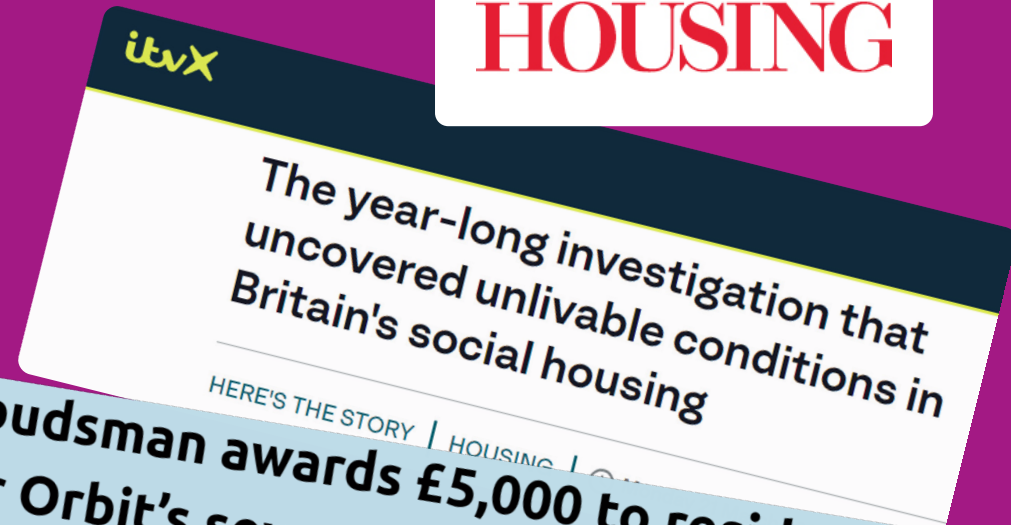 HOUSING
itvX
The year-long investigation that
uncovered unlivable conditions in
Britain's social housing
HERE'S THE STORY | HOUSING |
awards £5,000 to
Orbit's